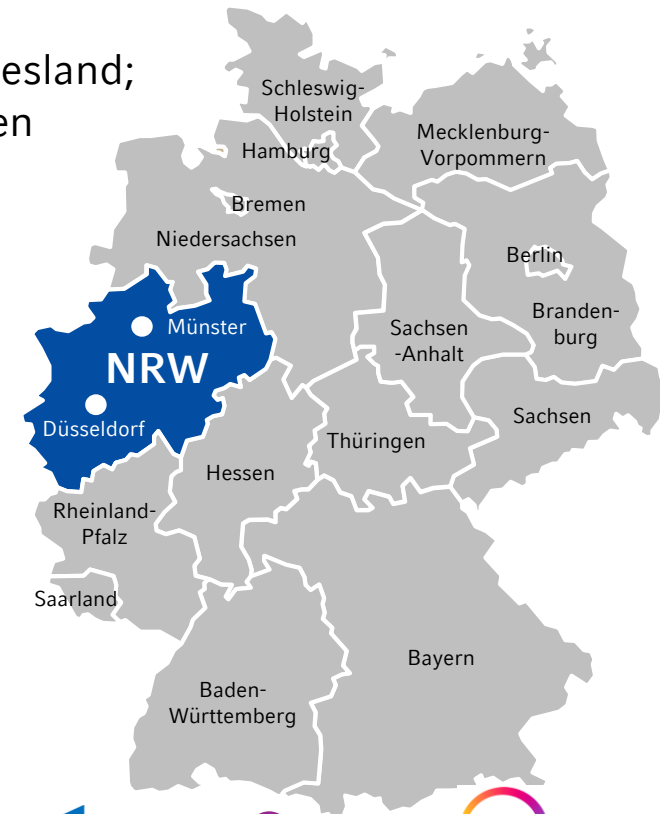 esland;
en
Schleswig-
Holstein
Mecklenburg-
Vorpommern
Hamburg
Bremen
Niedersachsen
Berlin
Branden-
burg
Münster
Sachsen
-Anhalt
NRW
Düsseldorf
Sachsen
Thüringen
Hessen
Rheinland-
Pfalz
Saarland
Bayern
Baden-
Württemberg